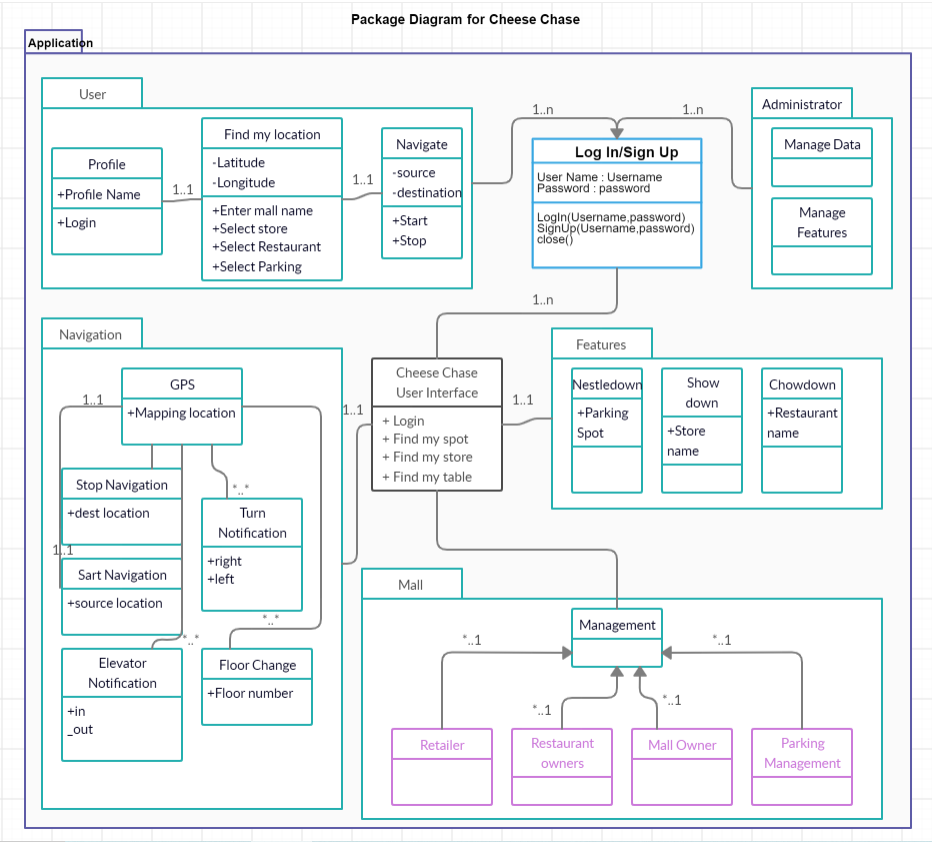 Package Diagram for Cheese Chase
Application
User
Profile
+Profile Name
+Login
1..1
Find my location
-Latitude
-Longitude
+Enter mall name
+Select store
+Select Restaurant
+Select Parking
1..1
Navigate
-source
-destination
+Start
+Stop
1..n
1..n
Log In/Sign Up
User Name : Username
Password : password
LogIn(Username,password)
SignUp(Username,password)
close()
Administrator
Manage Data
Manage
Features
1..n
Navigation
GPS
+Mapping location
1..1
Stop Navigation
+dest location
1..1
Sart Navigation
+source location
*..*
Turn
Notification
+right
+left
*..*
*..*
Elevator
Notification
+in
_out
Floor Change
+Floor number
1..1
Cheese Chase
User Interface
+ Login
+ Find my spot
+ Find my store
+ Find my table
1..1
Features
Nestledown
+Parking
Spot
Show
down
+Store
name
Chowdown
+Restaurant
name
Mall
Management
*..1
*..1
*..1
*..1
Retailer
Restaurant
owners
Mall Owner
Parking
Management